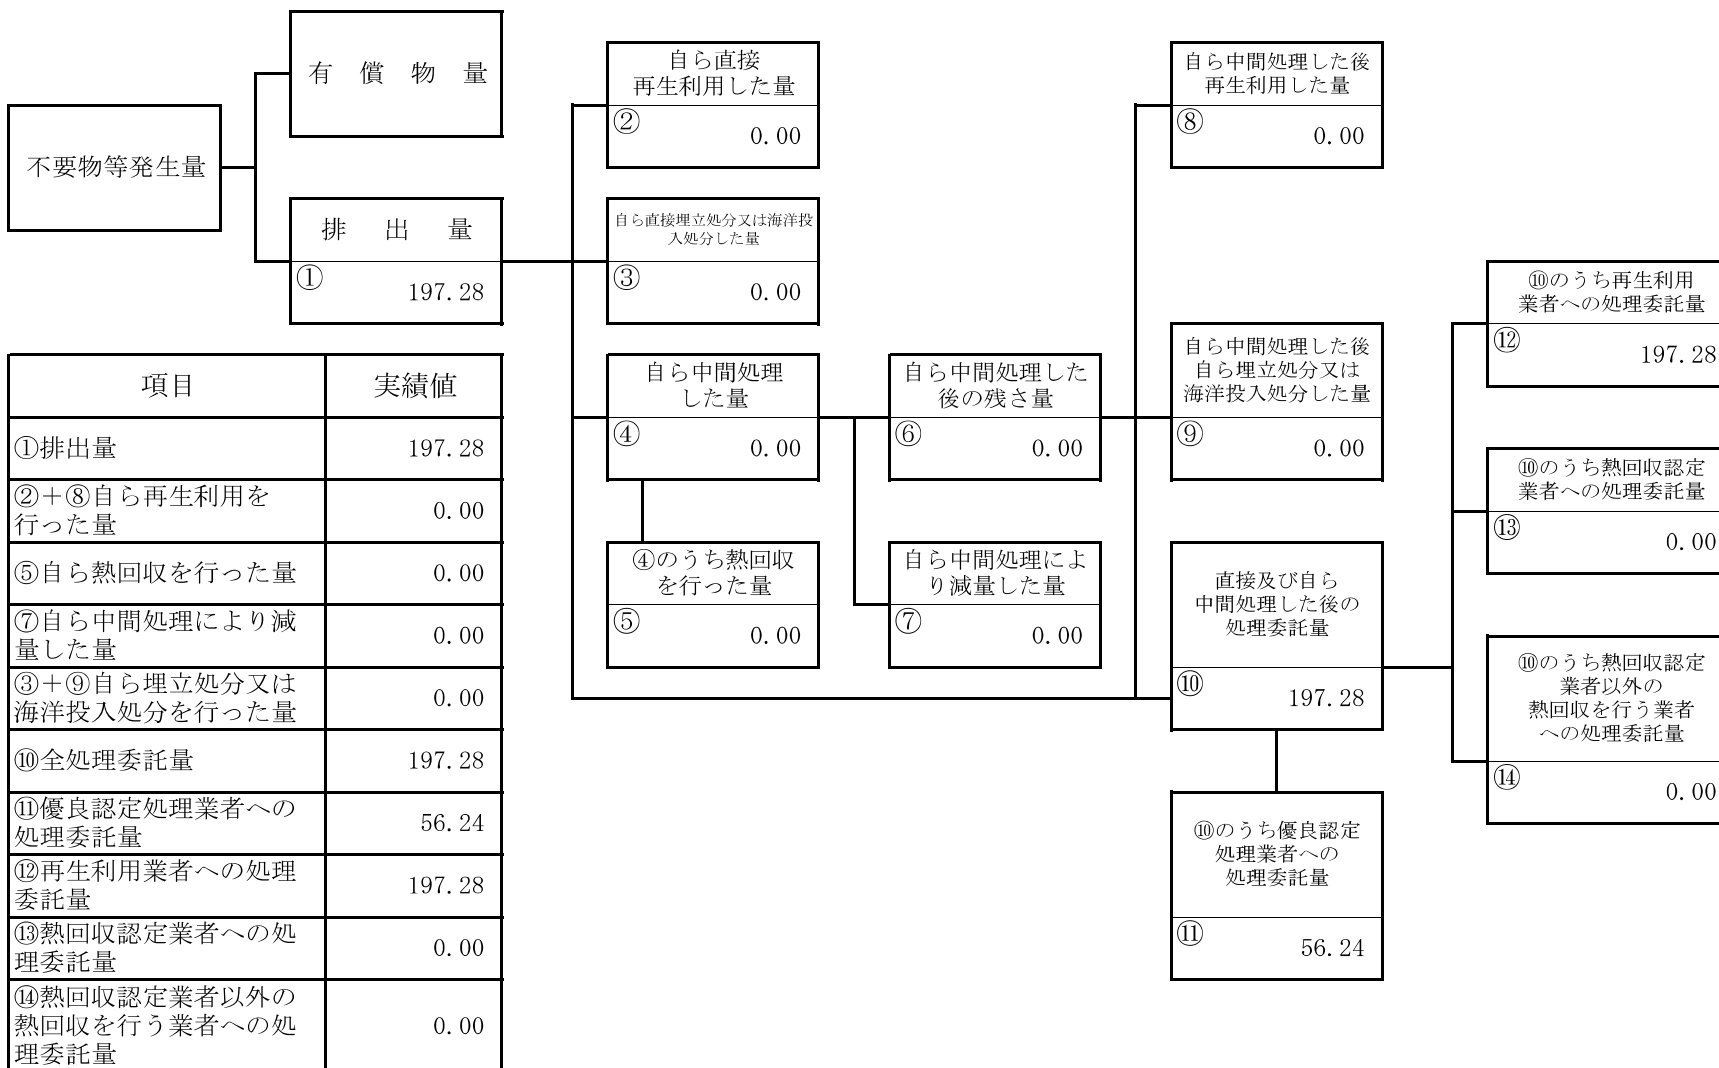 有償物量
不要物等発生量
排出量
①
197.28
自ら直接
再生利用した量
②
0.00
自ら直接埋立処分又は海洋投
入処分した量
③
0.00
自ら中間処理
した量
④
0.00
④のうち熱回収
を行った量
⑤
0.00
自ら中間処理した
後の残さ量
⑥
0.00
自ら中間処理によ
り減量した量
⑦
0.00
自ら中間処理した後
再生利用した量
⑧
0.00
自ら中間処理した後
自ら埋立処分又は
海洋投入処分した量
⑨
0.00
直接及び自ら
中間処理した後の
処理委託量
⑩
197.28
⑩のうち優良認定
処理業者への
処理委託量
⑪
56.24
⑩のうち再生利用
業者への処理委託量
⑫
197.28
⑩のうち熱回収認定
業者への処理委託量
⑬
0.00
⑩のうち熱回収認定
業者以外の
熱回収を行う業者
への処理委託量
⑭
0.00
項目 実績値
①排出量 197.28
②+⑧自ら再生利用を
行った量 0.00
⑤自ら熱回収を行った量 0.00
⑦自ら中間処理により減
量した量 0.00
③+⑨自ら埋立処分又は
海洋投入処分を行った量 0.00
⑩全処理委託量 197.28
⑪優良認定処理業者への
処理委託量 56.24
⑫再生利用業者への処理
委託量 197.28
⑬熱回収認定業者への処
理委託量 0.00
⑭熱回収認定業者以外の
熱回収を行う業者への処
理委託量 0.00